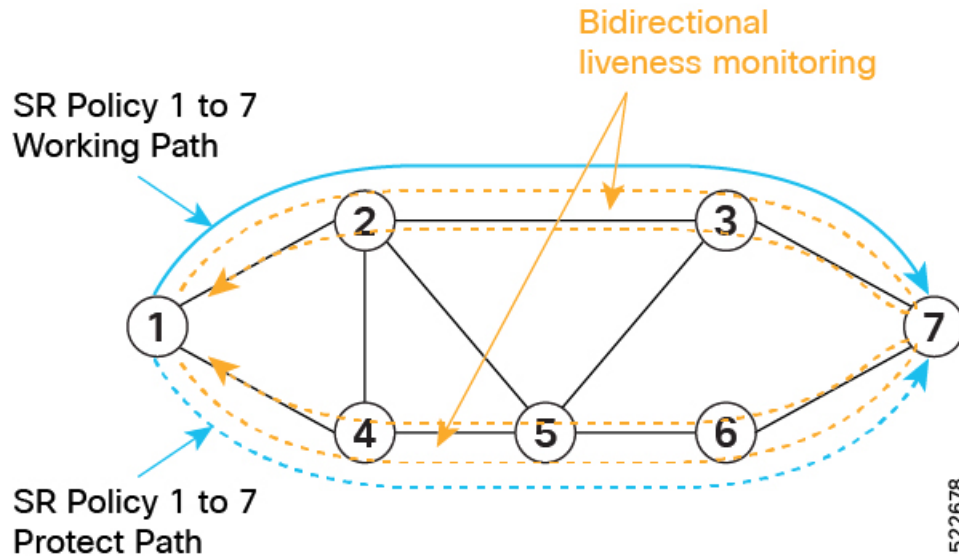 Bidirectional
liveness monitoring
SR Policy 1 to 7
Working Path
2
3
1
7
4
5
6
SR Policy 1 to 7
Protect Path
522678